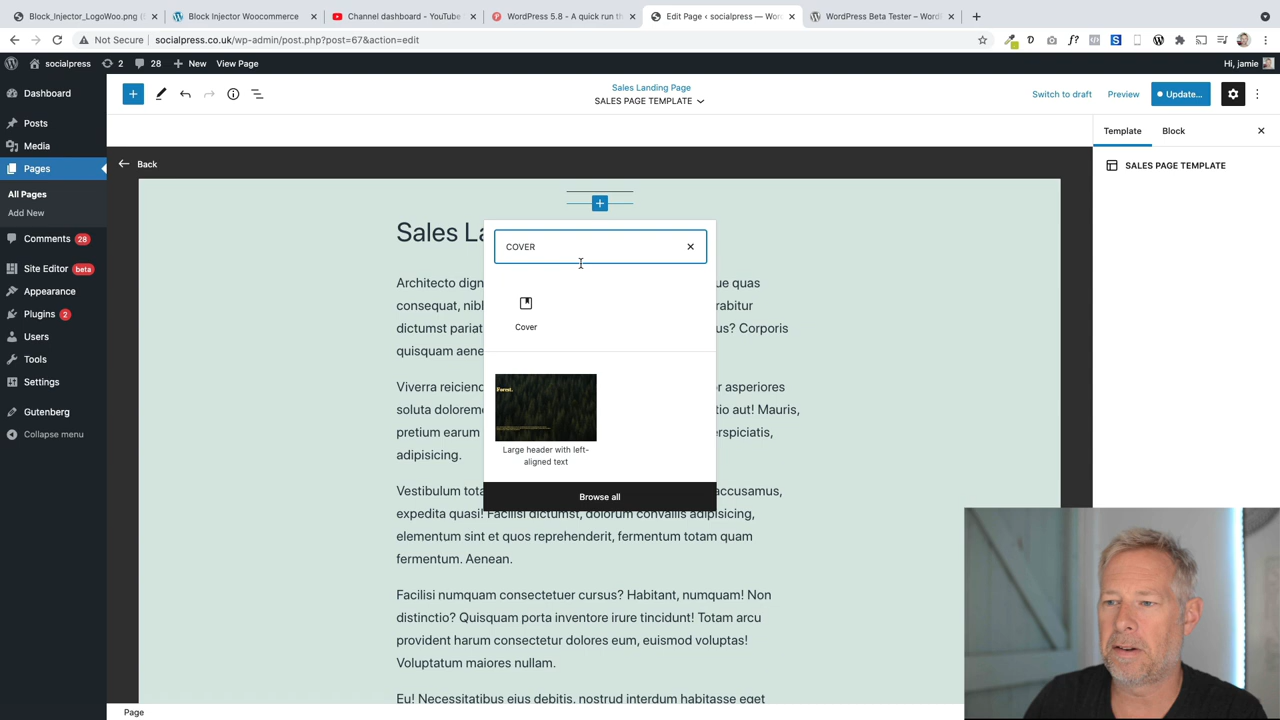 Block_Injector_LogoWoo.png (
Block Injector Woocommerce
Channel dashboard - YouTube
WordPress 5.8 - A quick run th
Edit Page ‹ socialpress — Wor
WordPress Beta Tester – Word
Not Secure
socialpress.co.uk/wp-admin/post.php?post=67&action=edit
socialpress
2
28
New
View Page
Hi, jamie
Dashboard
Posts
Media
Pages
All Pages
Add New
Comments 28
Site Editor beta
Appearance
Plugins 2
Users
Tools
Settings
Gutenberg
Collapse menu
Sales Landing Page
SALES PAGE TEMPLATE
Switch to draft
Preview
Update...
Template
Block
SALES PAGE TEMPLATE
Back
Sales La
COVER
Cover
Forest.
Large header with left-
aligned text
Browse all
Architecto dign
ue quas
consequat, nibl
rabitur
dictumst pariat
us? Corporis
quisquam aene
Viverra reiciend
or asperiores
soluta dolorem
tio aut! Mauris,
pretium earum
erspiciatis,
adipisicing.
Vestibulum tota
accusamus,
expedita quasi! Facilisi dictumst, dolorum convallis adipisicing,
elementum sint et quos reprehenderit, fermentum totam quam
fermentum. Aenean.
Facilisi numquam consectetuer cursus? Habitant, numquam! Non
distinctio? Quisquam porta inventore irure tincidunt! Totam arcu
provident harum consectetur dolores eum, euismod voluptas!
Voluptatum maiores nullam.
Eu! Necessitatibus eius debitis, nostrud interdum habitasse eget
Page